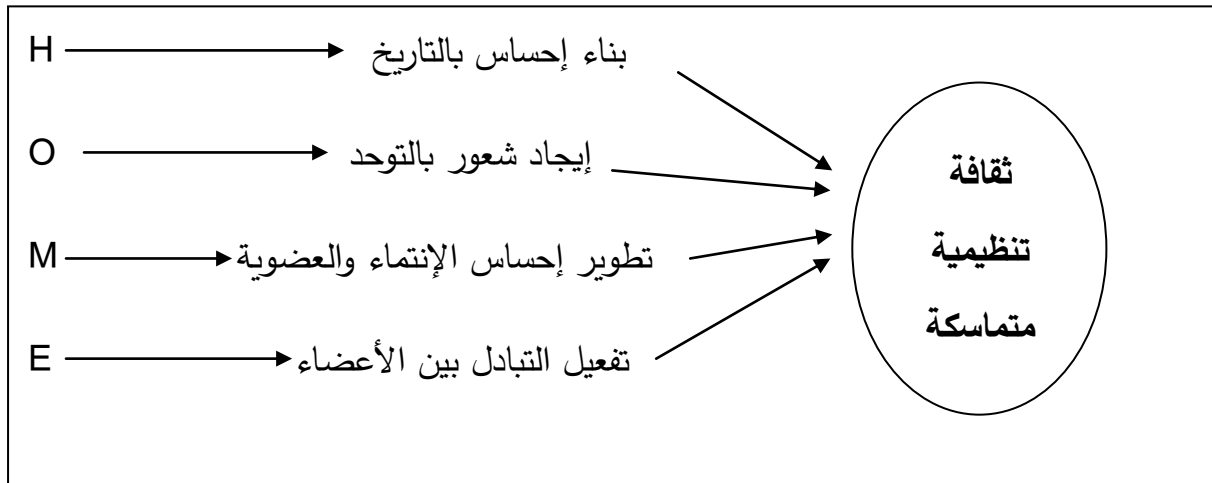 H بناء إحساس بالتاريخ
O إيجاد شعور بالتوحد
M تطوير إحساس الإنتماء والعضوية
E تفعيل التبادل بين الأعضاء
ثقافة
تنظيمية
متماسكة